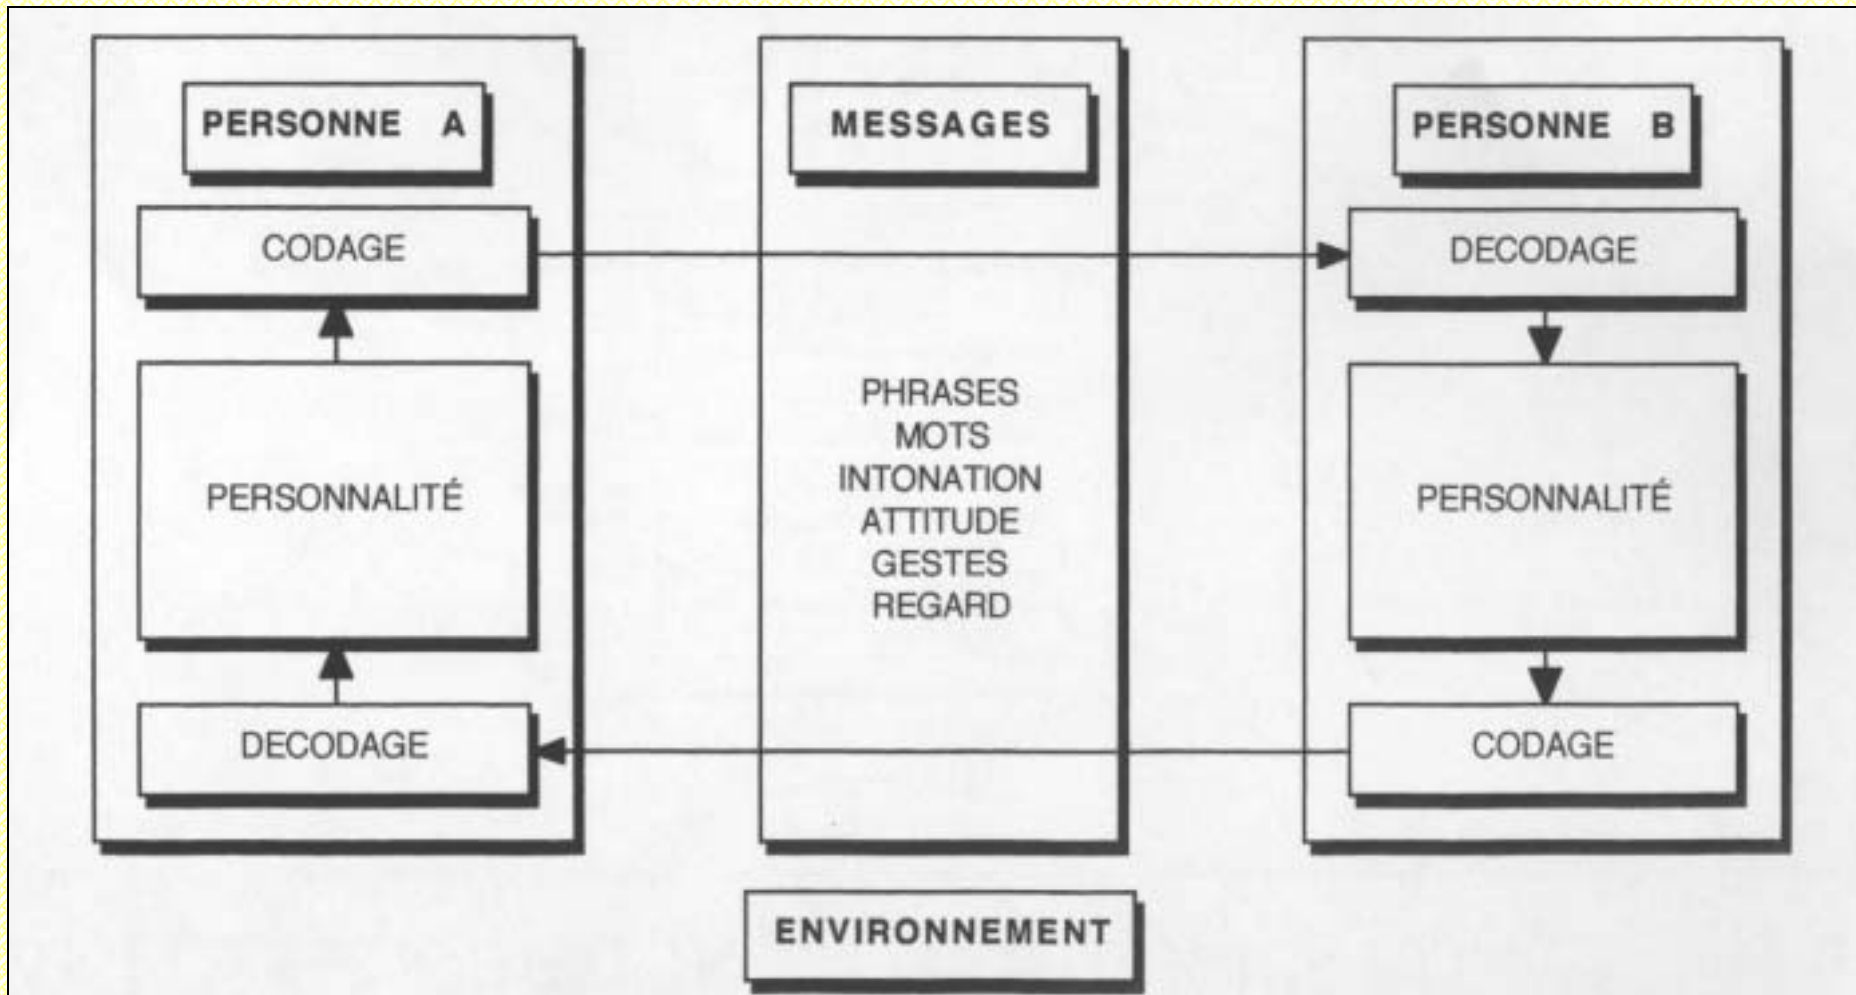 PERSONNE A
CODAGE
PERSONNALITÉ
DECODAGE
MESSAGES
PHRASES
MOTS
INTONATION
ATTITUDE
GESTES
REGARD
PERSONNE B
DECODAGE
PERSONNALITÉ
CODAGE
ENVIRONNEMENT